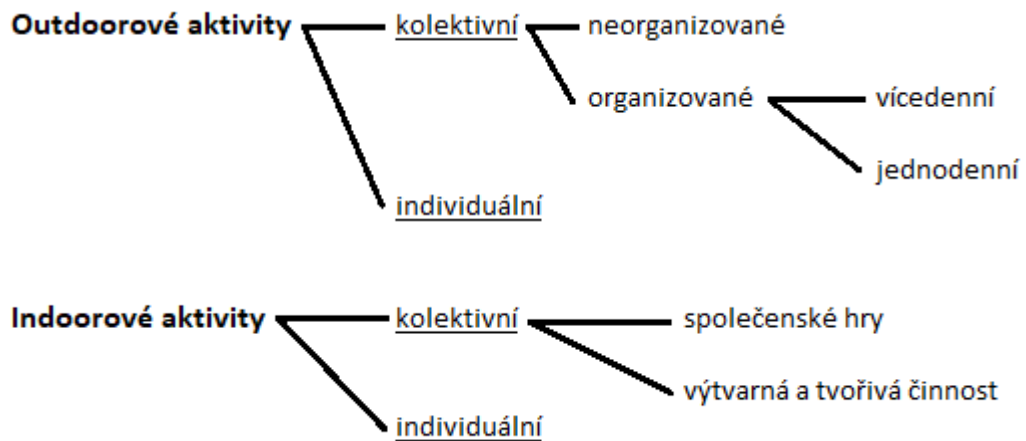 Outdoorové aktivity kolektivní neorganizované
organizované vícedenní
jednodenní
individuální
Indoorové aktivity kolektivní společenské hry
výtvarná a tvořivá činnost
individuální